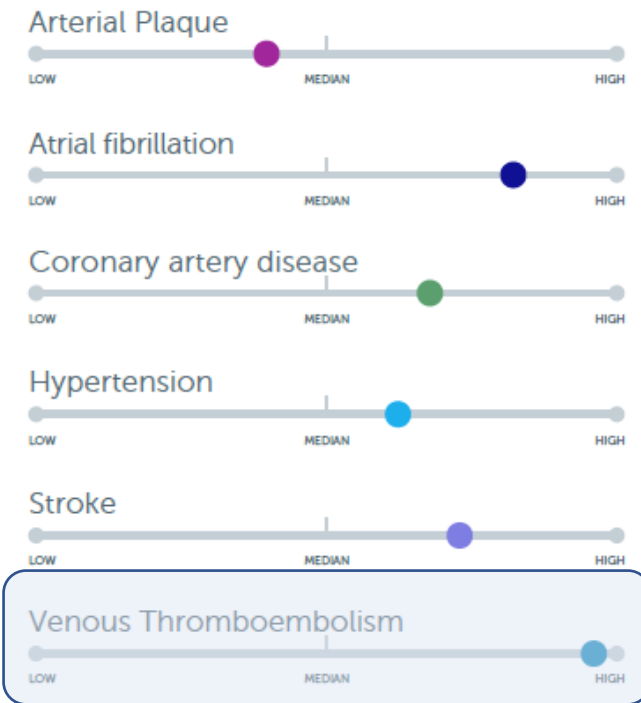 Arterial Plaque
LOW MEDIAN HIGH
Atrial fibrillation
LOW MEDIAN HIGH
Coronary artery disease
LOW MEDIAN HIGH
Hypertension
LOW MEDIAN HIGH
Stroke
LOW MEDIAN HIGH
Venous Thromboembolism
LOW MEDIAN HIGH